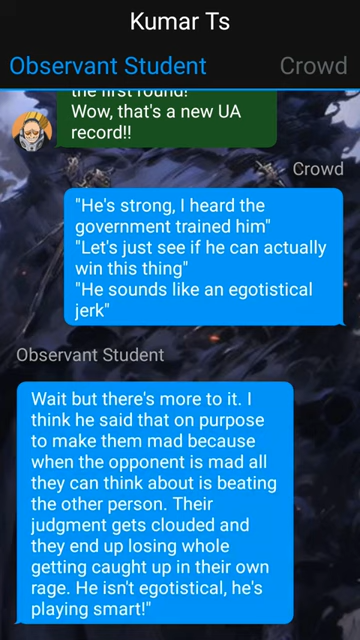 Kumar Ts
Observant Student Crowd
the first round!
Wow, that's a new UA
record!!
Crowd
"He's strong, I heard the
government trained him"
"Let's just see if he can actually
win this thing"
"He sounds like an egotistical
jerk"
Observant Student
Wait but there's more to it. I
think he said that on purpose
to make them mad because
when the opponent is mad all
they can think about is beating
the other person. Their
judgment gets clouded and
they end up losing whole
getting caught up in their own
rage. He isn't egotistical, he's
playing smart!"